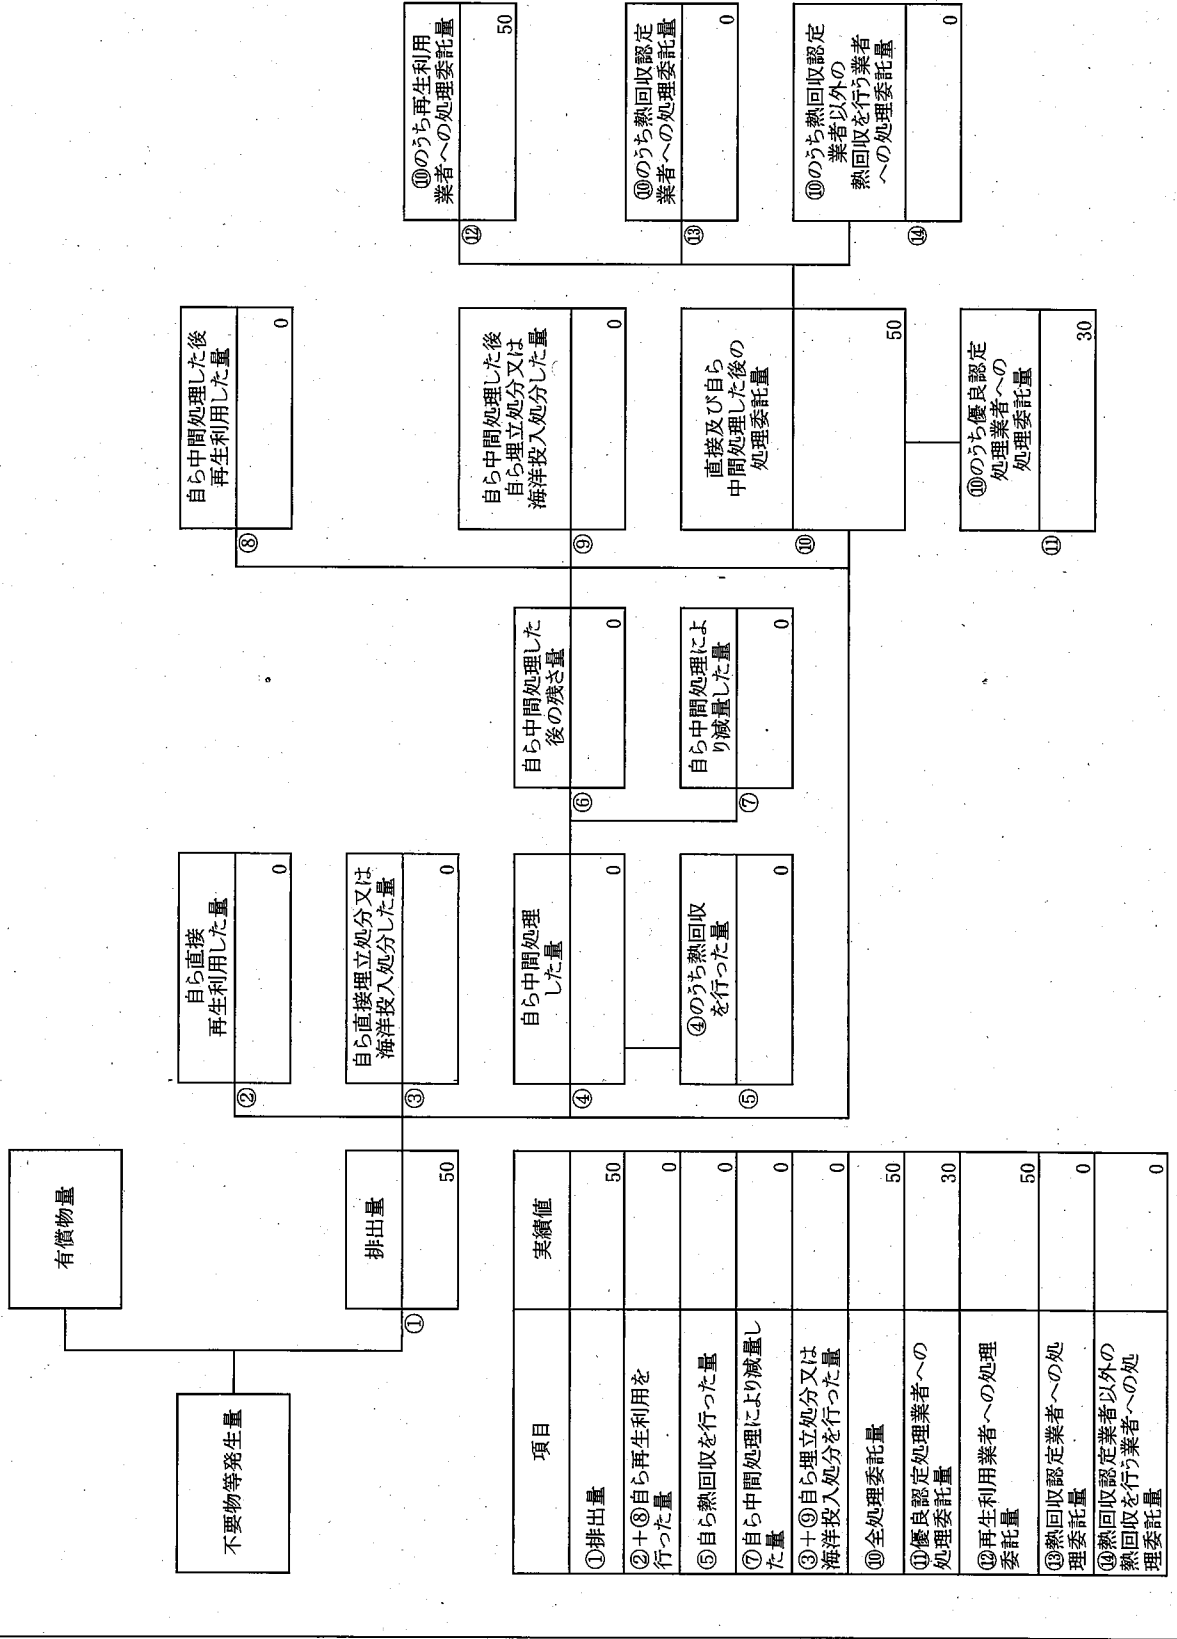 不要物等発生量
有償物量
①
排出量
50
②
自ら直接
再生利用した量
0
③
自ら直接埋立処分又は
海洋投入処分した量
0
④
自ら中間処理
した量
0
⑤
④のうち熱回収
を行った量
0
⑥
自ら中間処理した
後の残さ量
0
⑦
自ら中間処理によ
り減量した量
0
⑧
自ら中間処理した後
再生利用した量
0
⑨
自ら中間処理した後
自ら埋立処分又は
海洋投入処分した量
0
⑩
直接及び自ら
中間処理した後の
処理委託量
50
⑪
⑩のうち優良認定
処理業者への
処理委託量
30
⑫
⑩のうち再生利用
業者への処理委託量
50
⑬
⑩のうち熱回収認定
業者への処理委託量
0
⑭
⑩のうち熱回収認定
業者以外の
熱回収を行う業者
への処理委託量
0
項目 実績値
①排出量 50
②+⑧自ら再生利用を
行った量 0
⑤自ら熱回収を行った量 0
⑦自ら中間処理により減量し
た量 0
③+⑨自ら埋立処分又は
海洋投入処分を行った量 0
⑩全処理委託量 50
⑪優良認定処理業者への
処理委託量 30
⑫再生利用業者への処理
委託量 50
⑬熱回収認定業者への処
理委託量 0
⑭熱回収認定業者以外の
熱回収を行う業者への処
理委託量 0